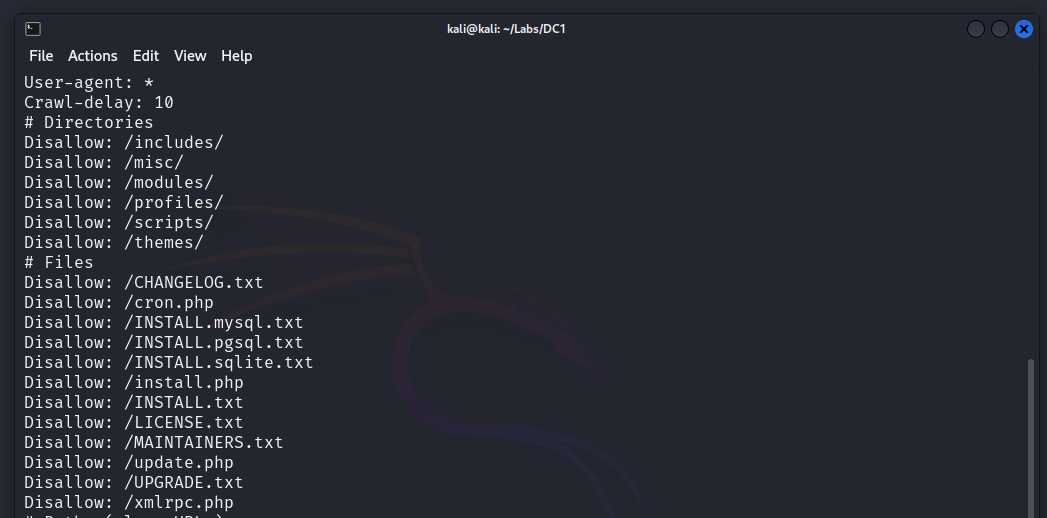 kali@kali: ~/Labs/DC1
File Actions Edit View Help
User-agent: *
Crawl-delay: 10
# Directories
Disallow: /includes/
Disallow: /misc/
Disallow: /modules/
Disallow: /profiles/
Disallow: /scripts/
Disallow: /themes/
# Files
Disallow: /CHANGELOG.txt
Disallow: /cron.php
Disallow: /INSTALL.mysql.txt
Disallow: /INSTALL.pgsql.txt
Disallow: /INSTALL.sqlite.txt
Disallow: /install.php
Disallow: /INSTALL.txt
Disallow: /LICENSE.txt
Disallow: /MAINTAINERS.txt
Disallow: /update.php
Disallow: /UPGRADE.txt
Disallow: /xmlrpc.php